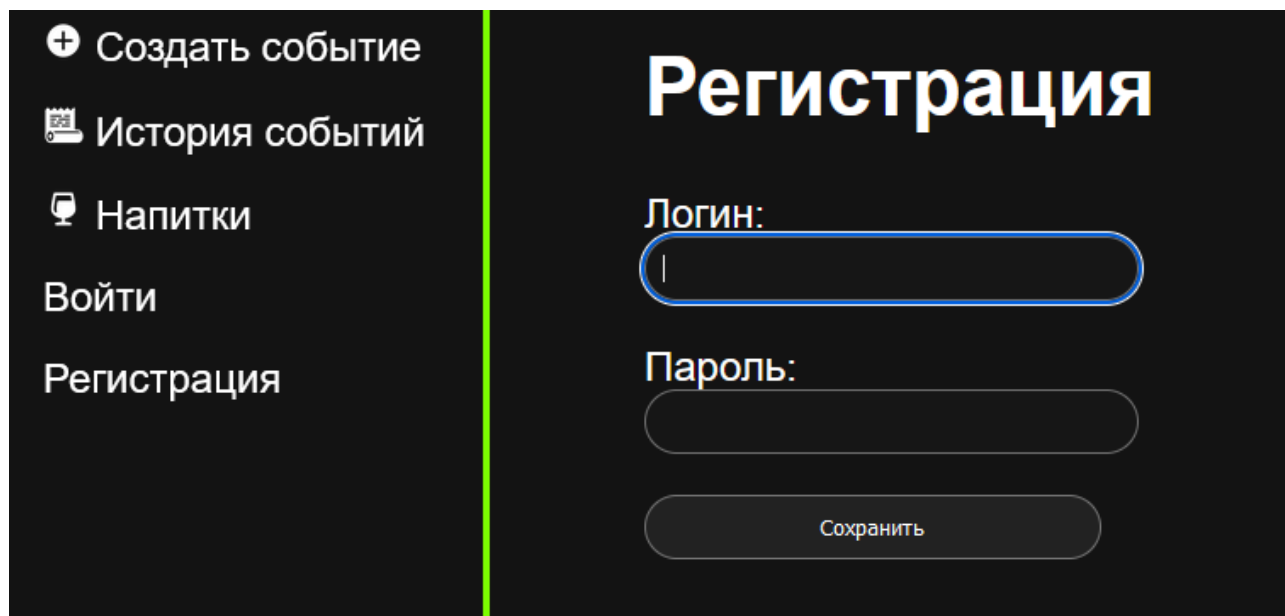 Создать событие
История событий
Напитки
Войти
Регистрация
Регистрация
Логин:
Пароль:
Сохранить